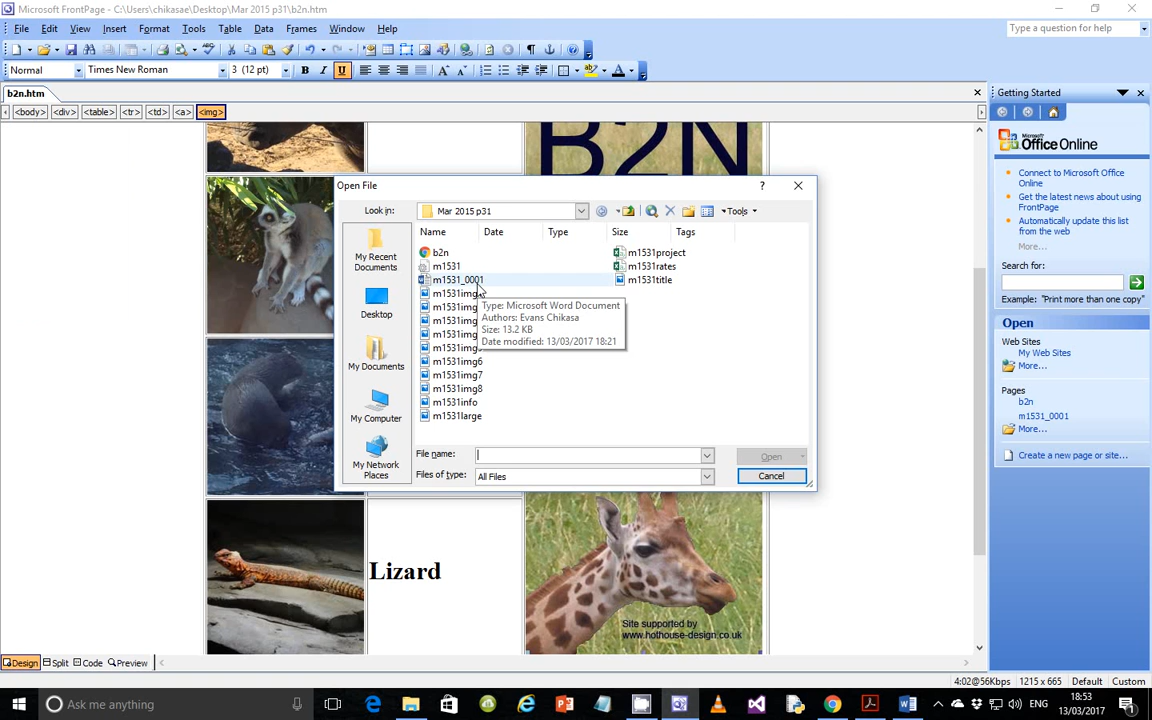 Microsoft FrontPage - C:\Users\chikasae\Desktop\Mar 2015 p31\b2n.htm
File Edit View Insert Format Tools Table Data Frames Window Help
Type a question for help
Normal Times New Roman 3 (12 pt)
b2n.htm
<body> <div> <table> <tr> <td> <a> <img>
B2N
Open File
Look in: Mar 2015 p31 Tools
Name Date Type Size Tags
My Recent Documents
Desktop
My Documents
My Computer
My Network Places
b2n
m1531
m1531_0001
m1531img
m1531img
m1531img
m1531img
m1531img
m1531img6
m1531img7
m1531img8
m1531info
m1531large
m1531project
m1531rates
m1531title
Type: Microsoft Word Document
Authors: Evans Chikasa
Size: 13.2 KB
Date modified: 13/03/2017 18:21
File name:
Open
Files of type: All Files
Cancel
Lizard
Site supported by
www.hothouse-design.co.uk
Getting Started
Office Online
Connect to Microsoft Office
Online
Get the latest news about using
FrontPage
Automatically update this list
from the web
More...
Search for:
Example: "Print more than one copy"
Open
Web Sites
My Web Sites
More...
Pages
b2n
m1531_0001
More...
Create a new page or site...
Design Split Code Preview
4:02@56Kbps 1215 x 665 Default Custom
Ask me anything
ENG
18:53
13/03/2017